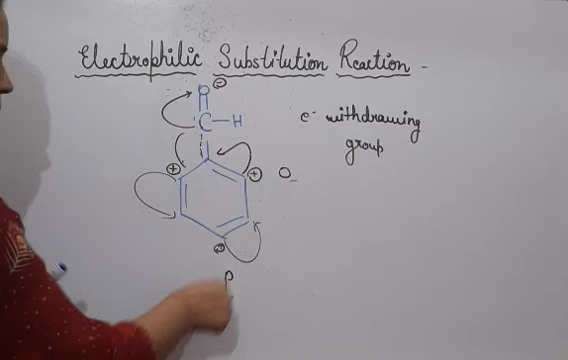 Electrophilic Substitution Reaction -
O ⊖
C - H
e⁻ withdrawing
group
⊕
⊕ O
⊕
P